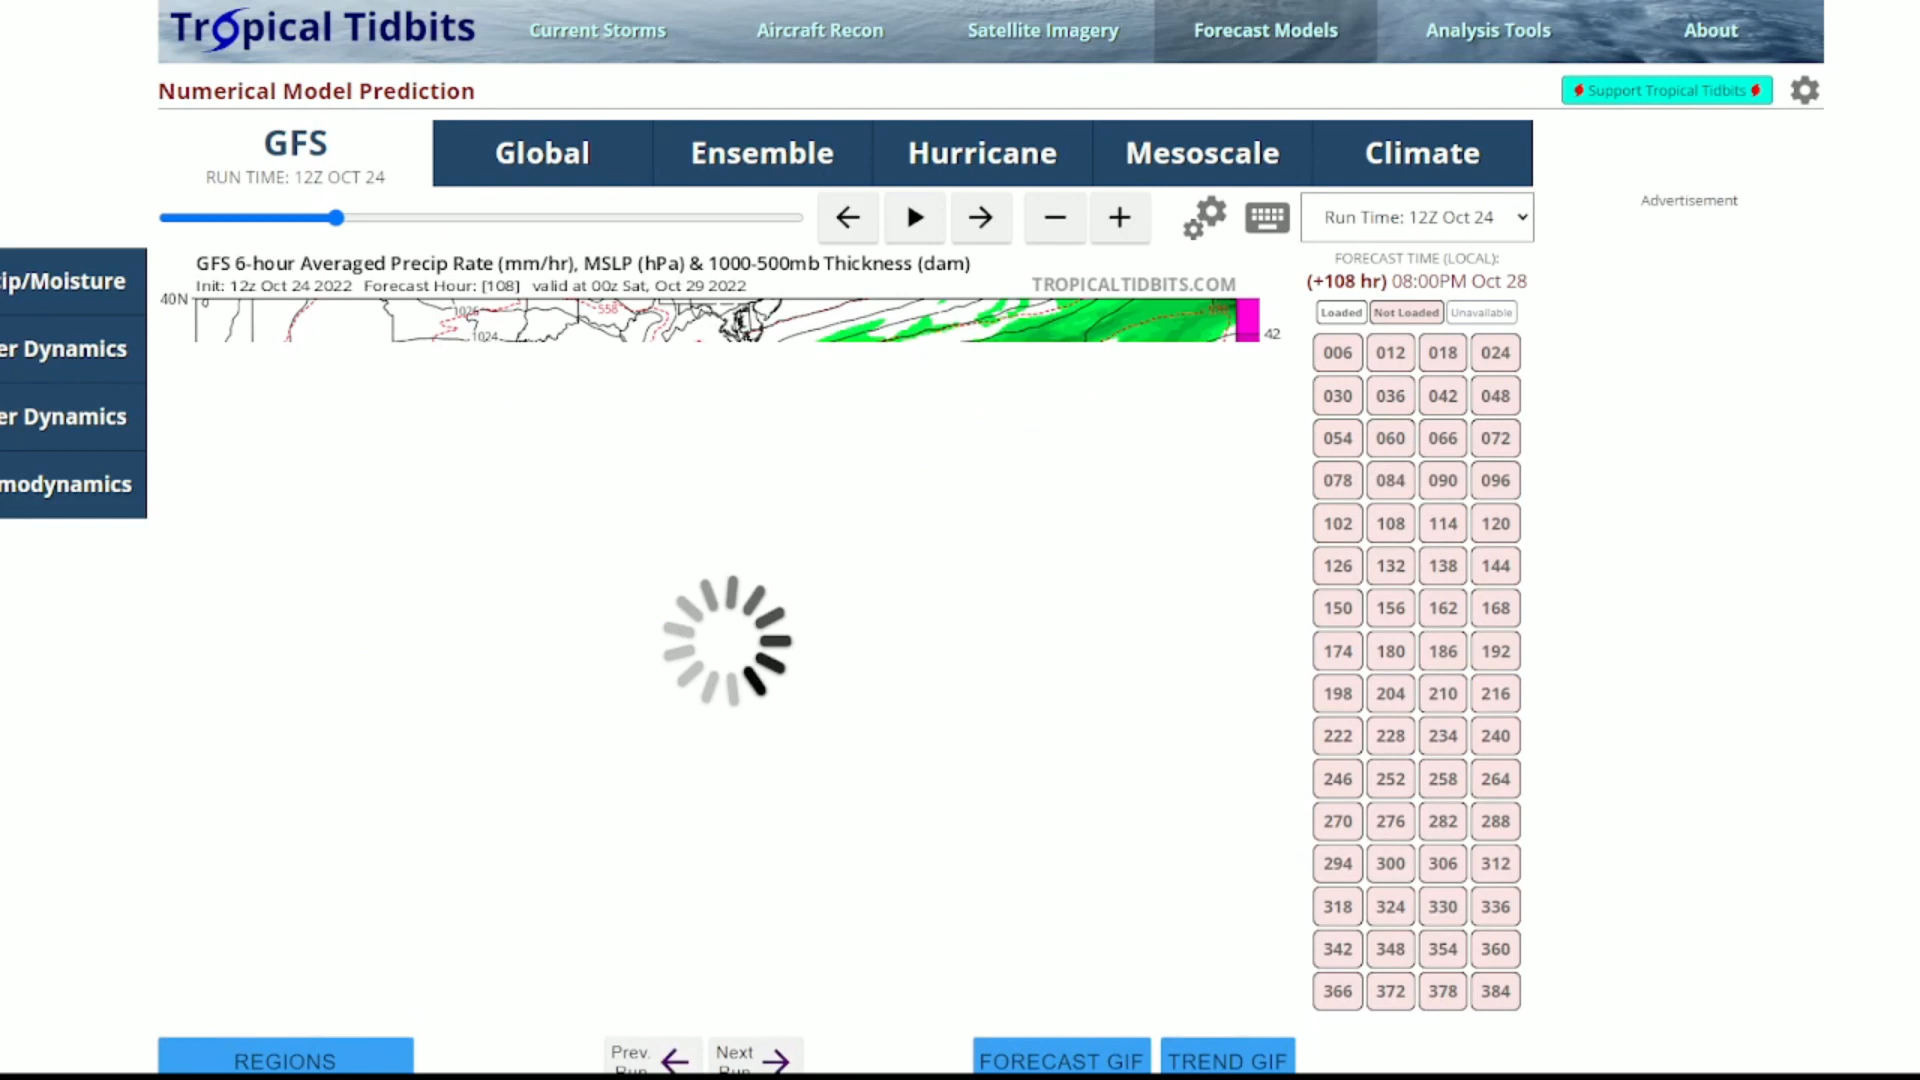 Tropical Tidbits
Current Storms
Aircraft Recon
Satellite Imagery
Forecast Models
Analysis Tools
About
Numerical Model Prediction
Support Tropical Tidbits
GFS
RUN TIME: 12Z OCT 24
Global
Ensemble
Hurricane
Mesoscale
Climate
Run Time: 12Z Oct 24
Advertisement
ip/Moisture
er Dynamics
er Dynamics
modynamics
GFS 6-hour Averaged Precip Rate (mm/hr), MSLP (hPa) & 1000-500mb Thickness (dam)
Init: 12z Oct 24 2022 Forecast Hour: [108] valid at 00z Sat, Oct 29 2022
TROPICALTIDBITS.COM
40N
1026
558
1024
42
FORECAST TIME (LOCAL):
(+108 hr) 08:00PM Oct 28
Loaded Not Loaded Unavailable
006 012 018 024
030 036 042 048
054 060 066 072
078 084 090 096
102 108 114 120
126 132 138 144
150 156 162 168
174 180 186 192
198 204 210 216
222 228 234 240
246 252 258 264
270 276 282 288
294 300 306 312
318 324 330 336
342 348 354 360
366 372 378 384
REGIONS
Prev.
Run
Next
Run
FORECAST GIF
TREND GIF